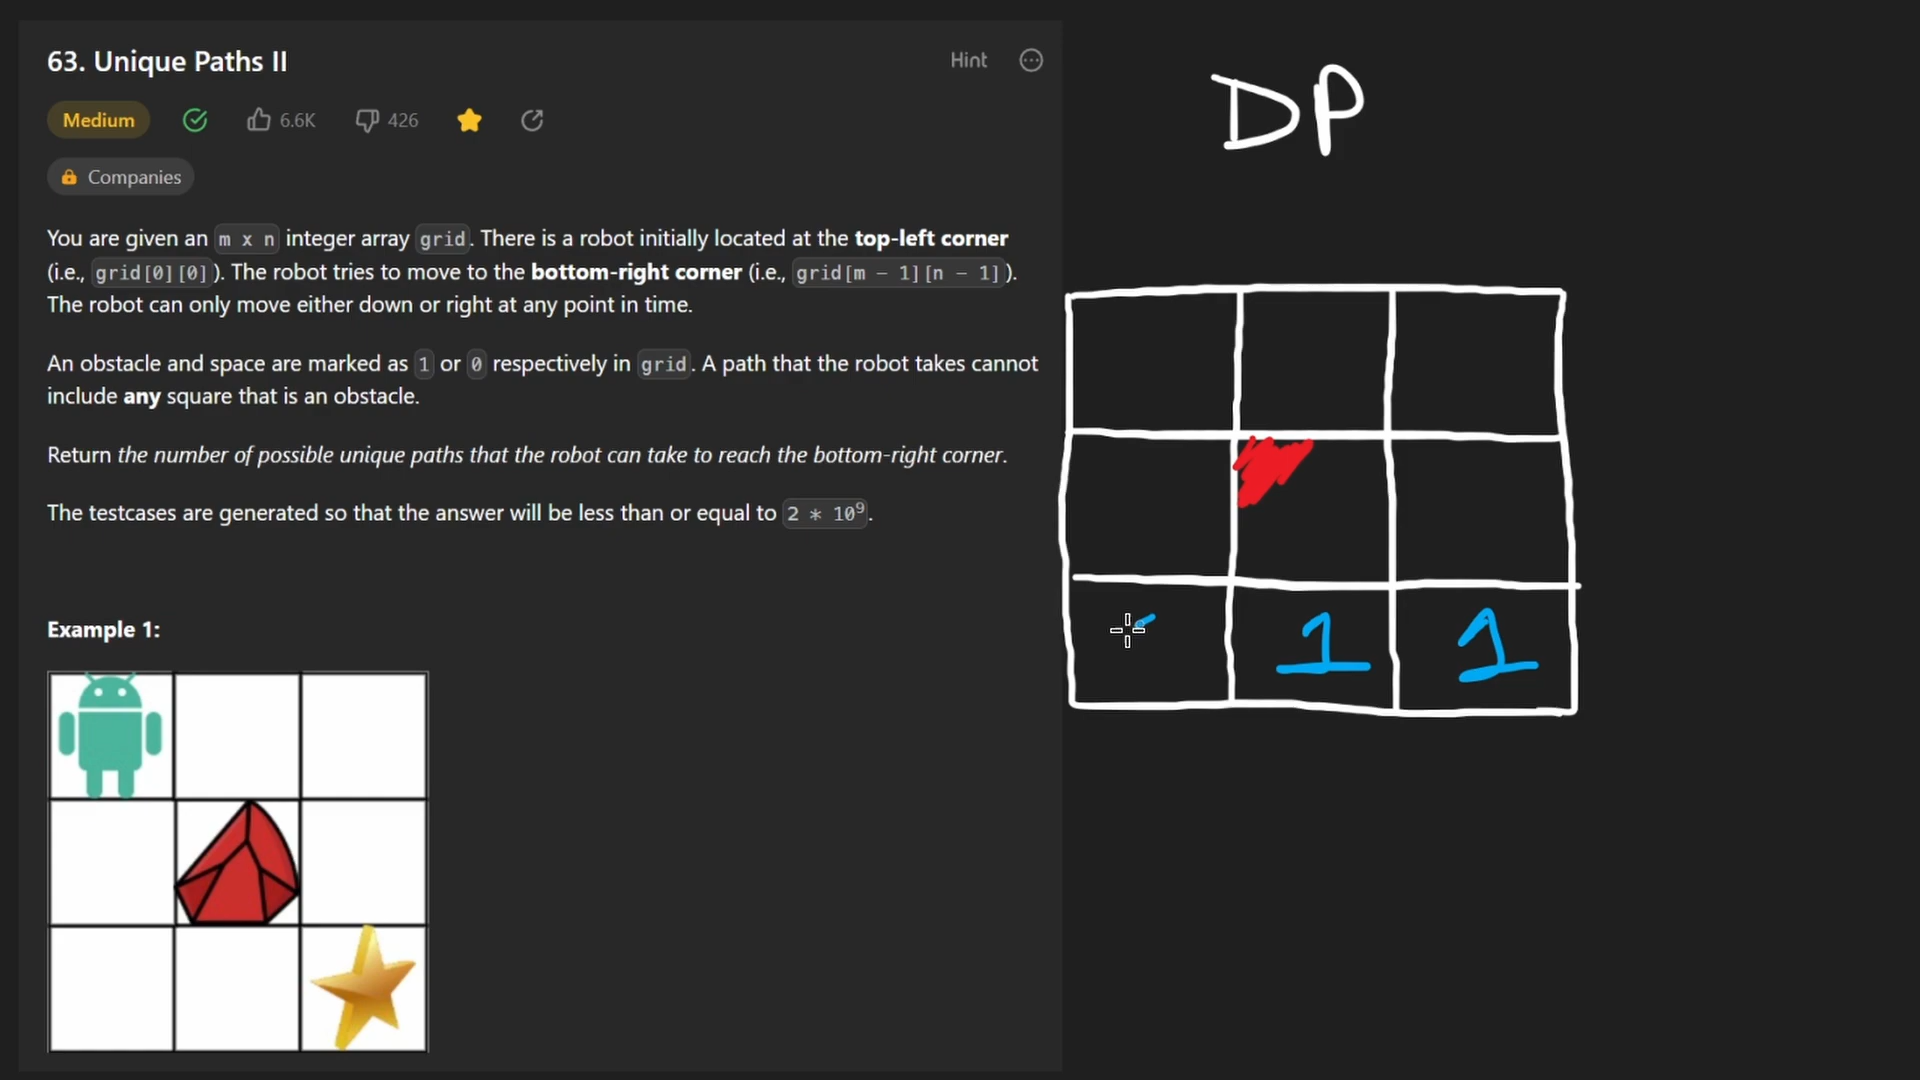 63. Unique Paths II
Hint
Medium
6.6K
426
Companies
You are given an m x n integer array grid. There is a robot initially located at the top-left corner
(i.e., grid[0][0]). The robot tries to move to the bottom-right corner (i.e., grid[m - 1][n - 1]).
The robot can only move either down or right at any point in time.
An obstacle and space are marked as 1 or 0 respectively in grid. A path that the robot takes cannot
include any square that is an obstacle.
Return the number of possible unique paths that the robot can take to reach the bottom-right corner.
The testcases are generated so that the answer will be less than or equal to 2 * 10⁹.
Example 1:
DP
1 1